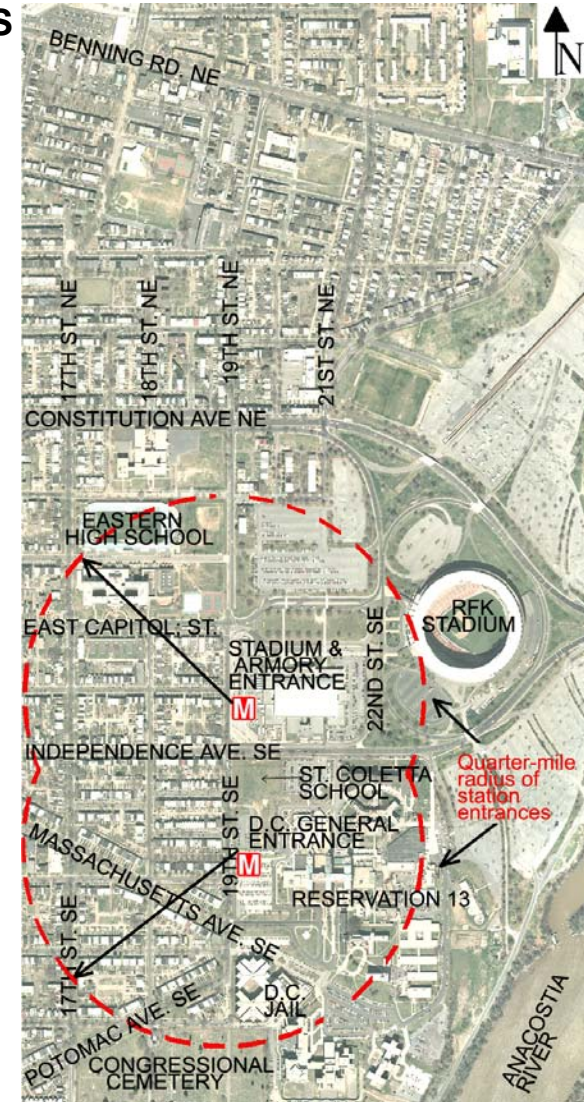 S
N
BENNING RD. NE
17TH ST. NE
18TH ST. NE
19TH ST. NE
21ST ST. NE
CONSTITUTION AVE NE
EASTERN
HIGH SCHOOL
EAST CAPITOL; ST.
STADIUM &
ARMORY
ENTRANCE
M
22ND ST. SE
RFK
STADIUM
INDEPENDENCE AVE. SE
Quarter-mile
radius of
station
entrances
ST. COLETTA
SCHOOL
19TH ST. SE
D.C. GENERAL
ENTRANCE
M
MASSACHUSETTS AVE. SE
RESERVATION 13
17TH ST. SE
D.C.
JAIL
POTOMAC AVE. SE
CONGRESSIONAL
CEMETERY
ANACOSTIA
RIVER